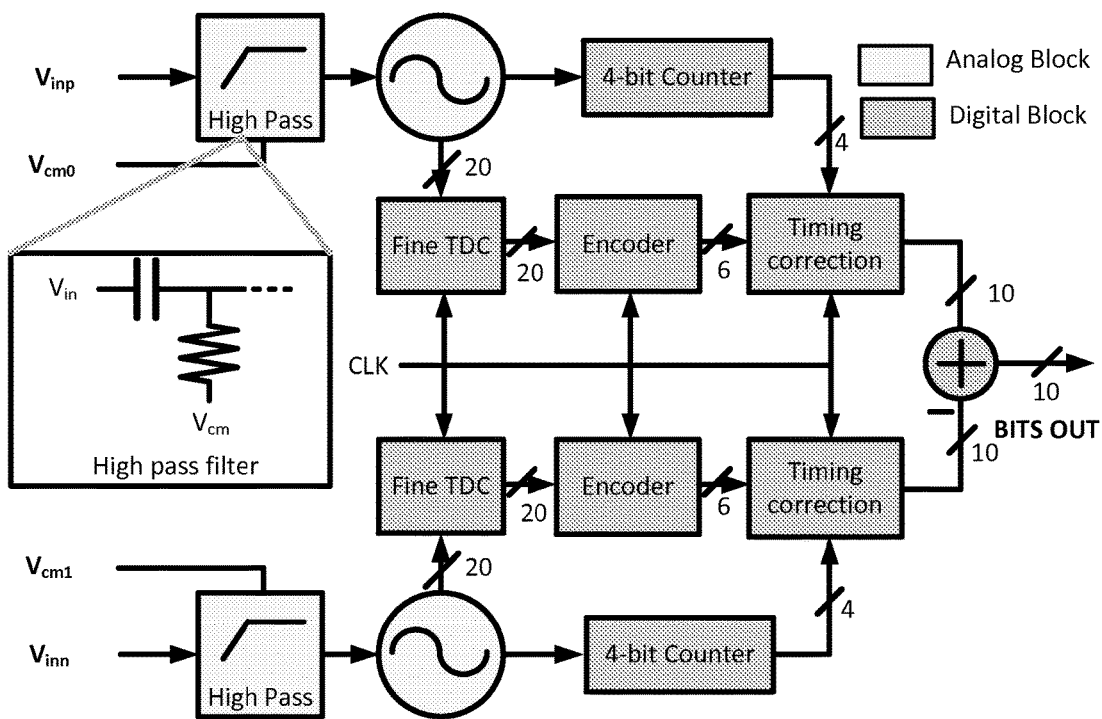 V_inp
High Pass
4-bit Counter
Analog Block
Digital Block
V_cm0
20
4
Fine TDC
20
Encoder
6
Timing
correction
10
V_in
V_cm
High pass filter
CLK
10
BITS OUT
10
Fine TDC
20
Encoder
6
Timing
correction
V_cm1
20
4
V_inn
High Pass
4-bit Counter